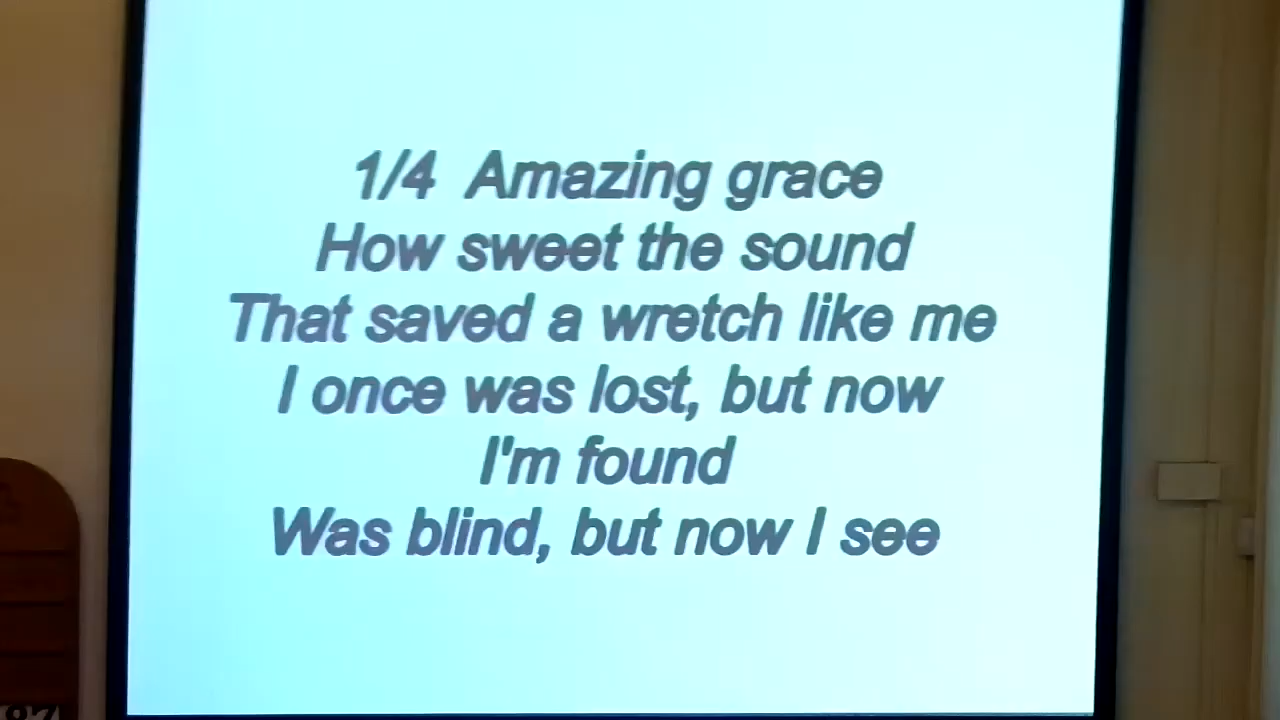 1/4 Amazing grace
How sweet the sound
That saved a wretch like me
I once was lost, but now
I'm found
Was blind, but now I see
87